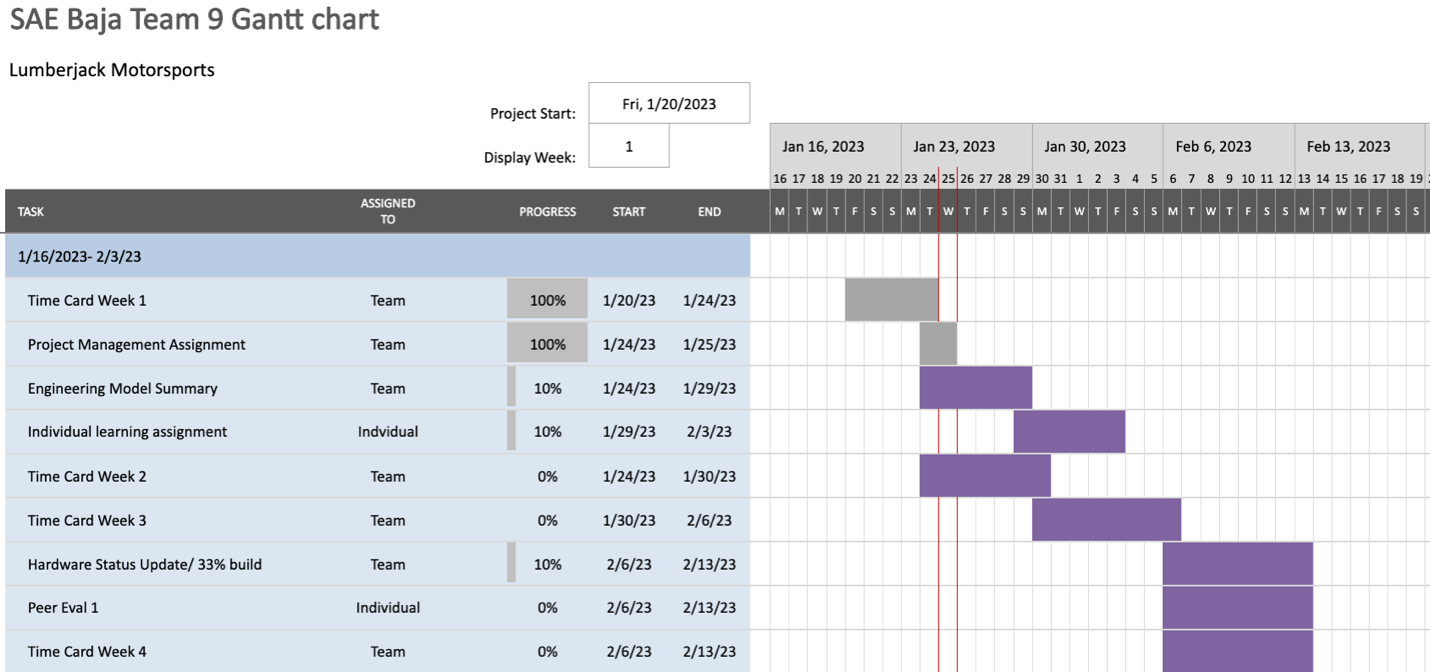 SAE Baja Team 9 Gantt chart
Lumberjack Motorsports
Project Start: Fri, 1/20/2023
Display Week: 1
Jan 16, 2023 Jan 23, 2023 Jan 30, 2023 Feb 6, 2023 Feb 13, 2023
16 17 18 19 20 21 22 23 24 25 26 27 28 29 30 31 1 2 3 4 5 6 7 8 9 10 11 12 13 14 15 16 17 18 19
TASK ASSIGNED TO PROGRESS START END M T W T F S S M T W T F S S M T W T F S S M T W T F S S M T W T F S S
1/16/2023- 2/3/23
Time Card Week 1 Team 100% 1/20/23 1/24/23
Project Management Assignment Team 100% 1/24/23 1/25/23
Engineering Model Summary Team 10% 1/24/23 1/29/23
Individual learning assignment Indvidual 10% 1/29/23 2/3/23
Time Card Week 2 Team 0% 1/24/23 1/30/23
Time Card Week 3 Team 0% 1/30/23 2/6/23
Hardware Status Update/ 33% build Team 10% 2/6/23 2/13/23
Peer Eval 1 Individual 0% 2/6/23 2/13/23
Time Card Week 4 Team 0% 2/6/23 2/13/23